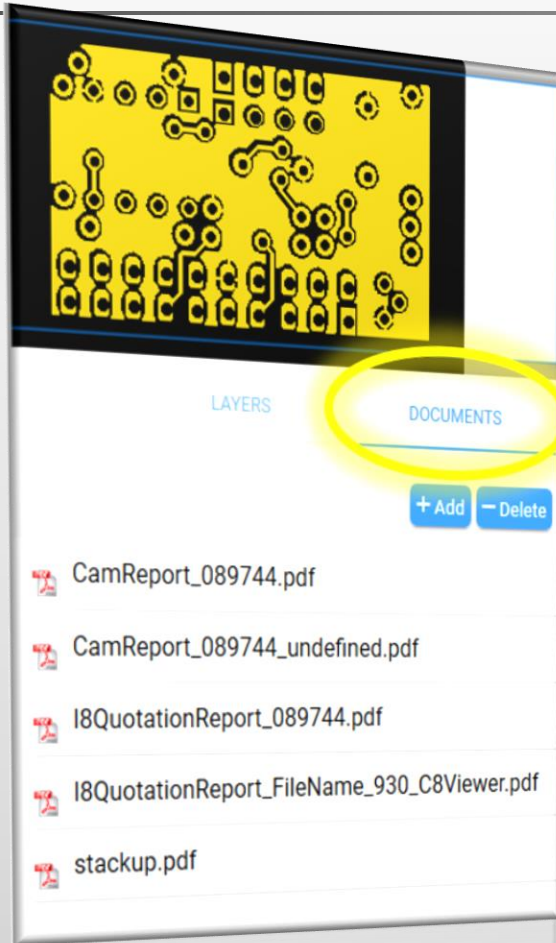 LAYERS
DOCUMENTS
+ Add
− Delete
CamReport_089744.pdf
CamReport_089744_undefined.pdf
I8QuotationReport_089744.pdf
I8QuotationReport_FileName_930_C8Viewer.pdf
stackup.pdf